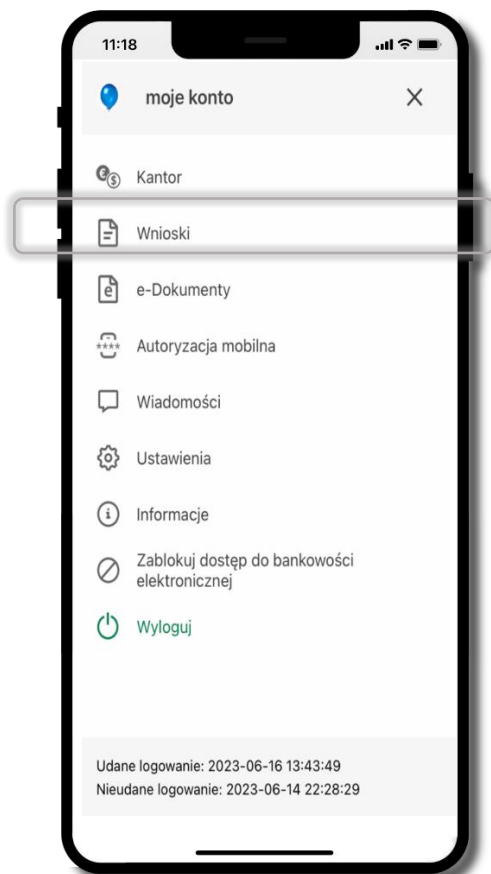 11:18
moje konto
Kantor
Wnioski
e-Dokumenty
Autoryzacja mobilna
Wiadomości
Ustawienia
Informacje
Zablokuj dostęp do bankowości
elektronicznej
Wyloguj
Udane logowanie: 2023-06-16 13:43:49
Nieudane logowanie: 2023-06-14 22:28:29